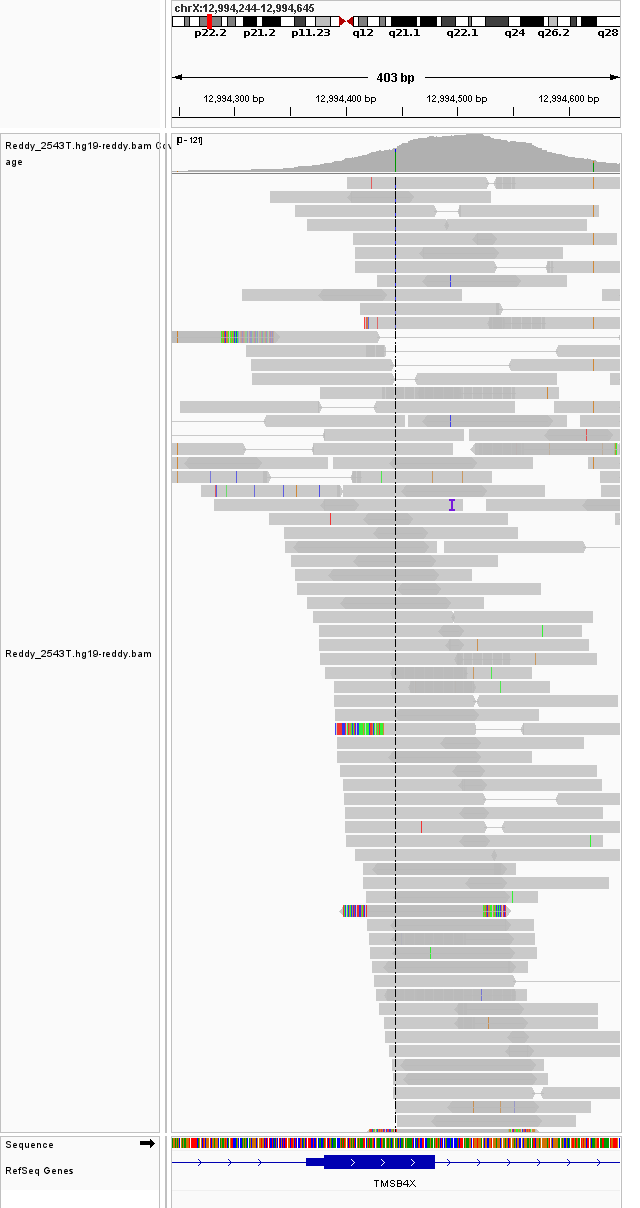 chrX:12,994,244-12,994,645
p22.2 p21.2 p11.23 q12 q21.1 q22.1 q24 q26.2 q28
403 bp
12,994,300 bp 12,994,400 bp 12,994,500 bp 12,994,600 bp
Reddy_2543T.hg19-reddy.bam Cov
age
[0 - 121]
Reddy_2543T.hg19-reddy.bam
Sequence
RefSeq Genes
TMSB4X